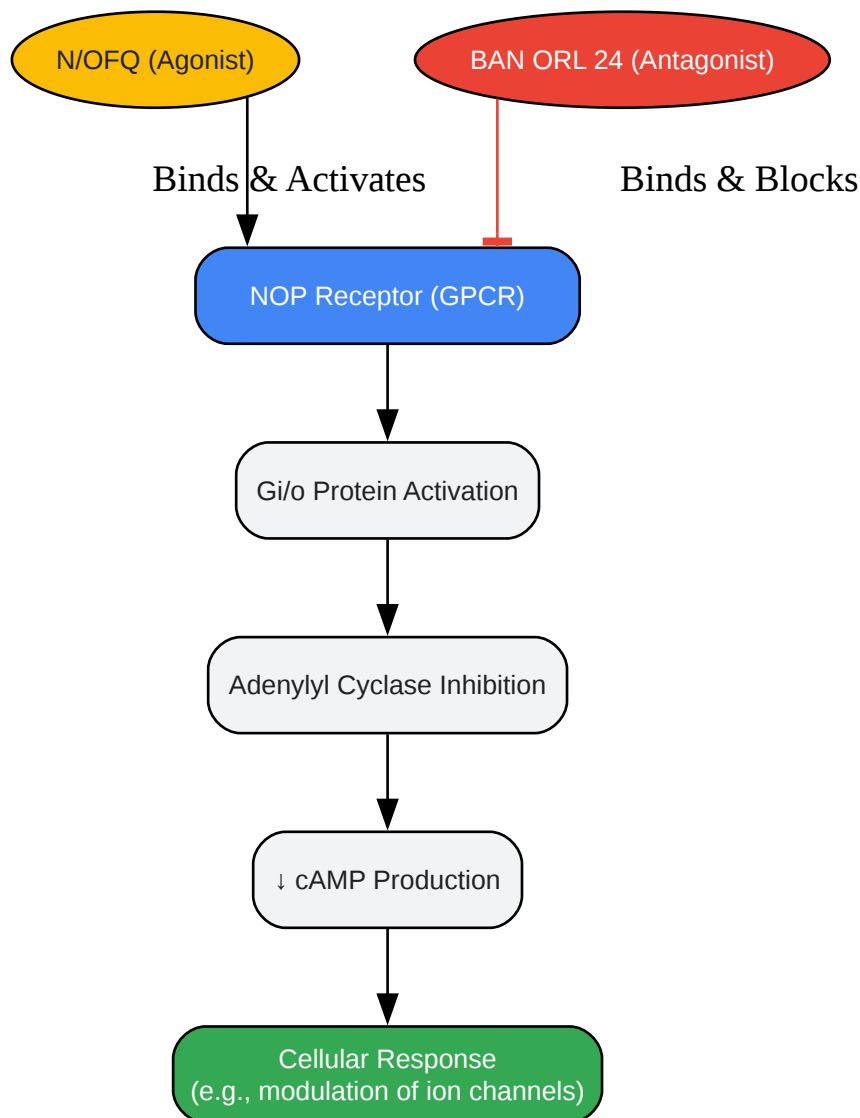 N/OFQ (Agonist)
BAN ORL 24 (Antagonist)
Binds & Activates
Binds & Blocks
NOP Receptor (GPCR)
Gi/o Protein Activation
Adenylyl Cyclase Inhibition
↓ cAMP Production
Cellular Response
(e.g., modulation of ion channels)